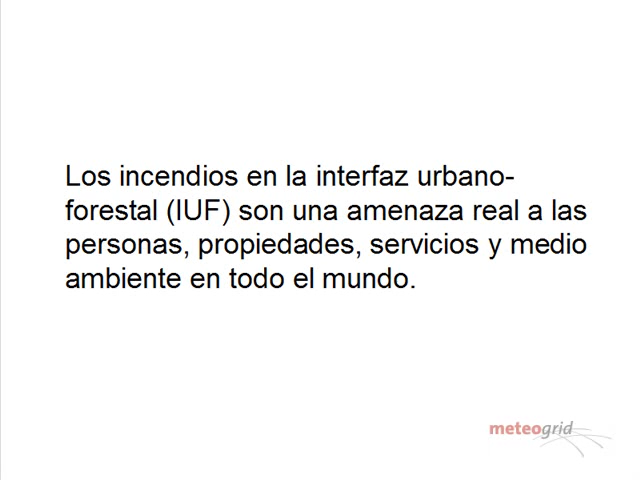 Los incendios en la interfaz urbano-
forestal (IUF) son una amenaza real a las
personas, propiedades, servicios y medio
ambiente en todo el mundo.
meteogrid